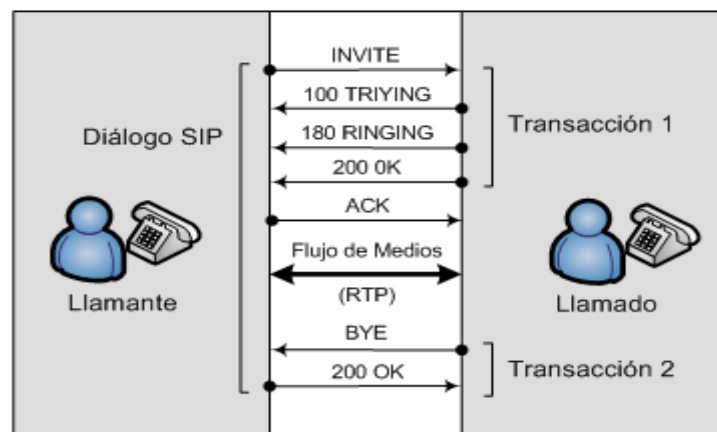 INVITE
100 TRIYING
Transacción 1
Diálogo SIP
180 RINGING
200 0K
ACK
Flujo de Medios
Llamante
(RTP)
Llamado
BYE
200 OK
Transacción 2